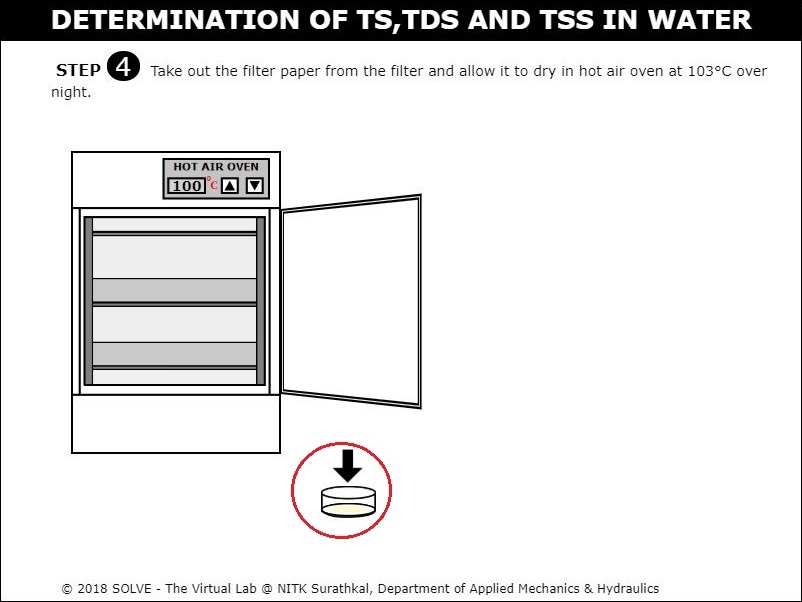 DETERMINATION OF TS,TDS AND TSS IN WATER
STEP 4 Take out the filter paper from the filter and allow it to dry in hot air oven at 103°C over
night.
HOT AIR OVEN
100 °C
© 2018 SOLVE - The Virtual Lab @ NITK Surathkal, Department of Applied Mechanics & Hydraulics